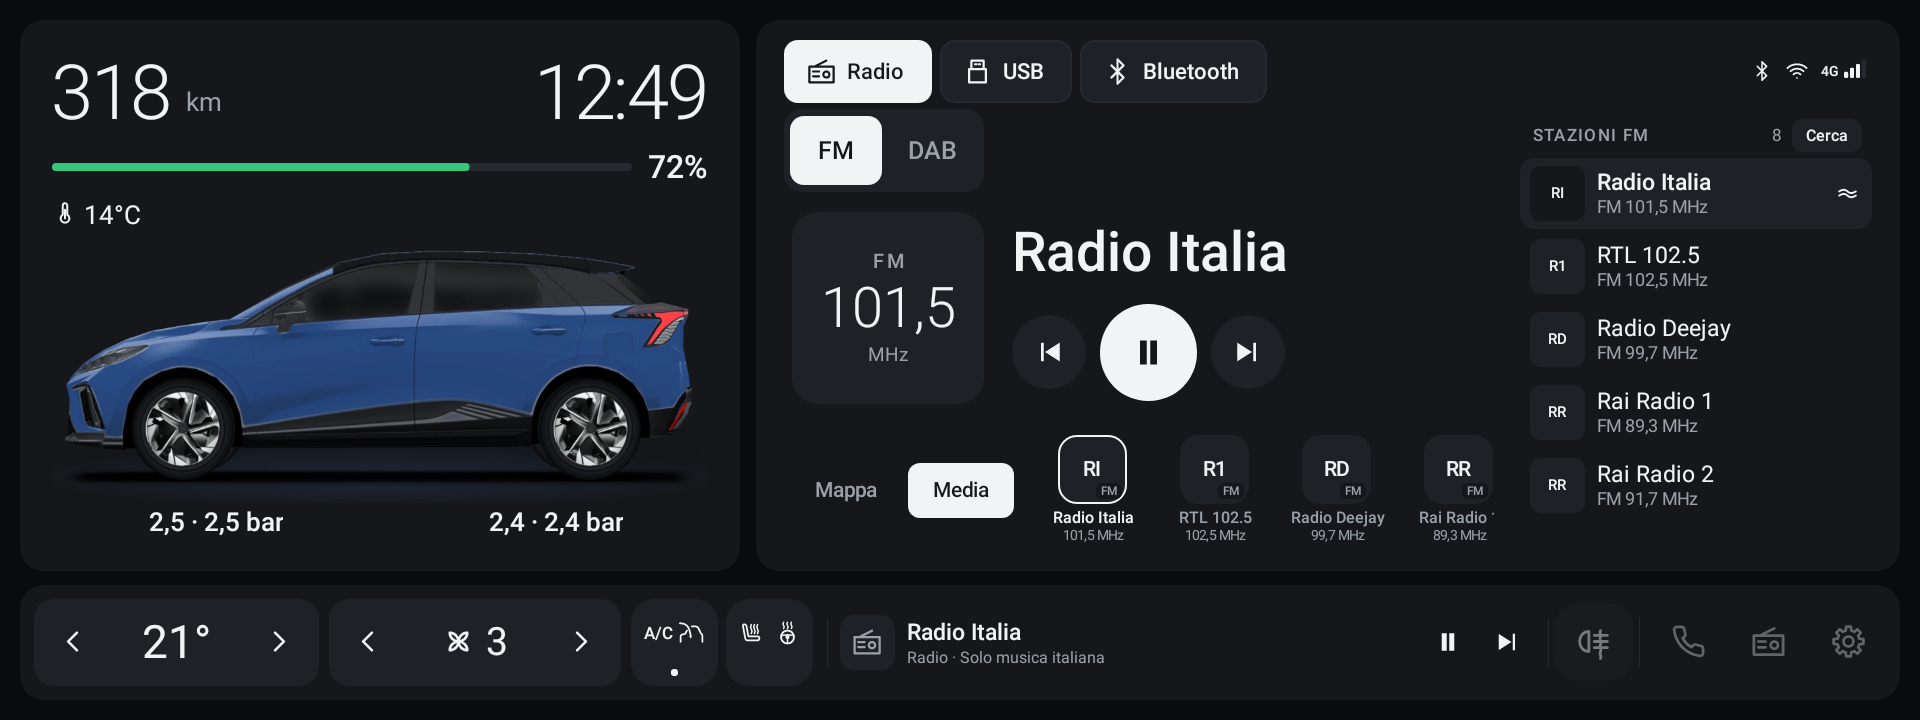 318 km
12:49
72%
14°C
2,5 · 2,5 bar
2,4 · 2,4 bar
Radio
USB
Bluetooth
4G
FM
DAB
FM
101,5
MHz
Radio Italia
STAZIONI FM
8
Cerca
RI
Radio Italia
FM 101,5 MHz
R1
RTL 102.5
FM 102,5 MHz
RD
Radio Deejay
FM 99,7 MHz
RR
Rai Radio 1
FM 89,3 MHz
RR
Rai Radio 2
FM 91,7 MHz
Mappa
Media
RI
FM
Radio Italia
101,5 MHz
R1
FM
RTL 102.5
102,5 MHz
RD
FM
Radio Deejay
99,7 MHz
RR
FM
Rai Radio
89,3 MHz
21°
3
A/C
Radio Italia
Radio · Solo musica italiana